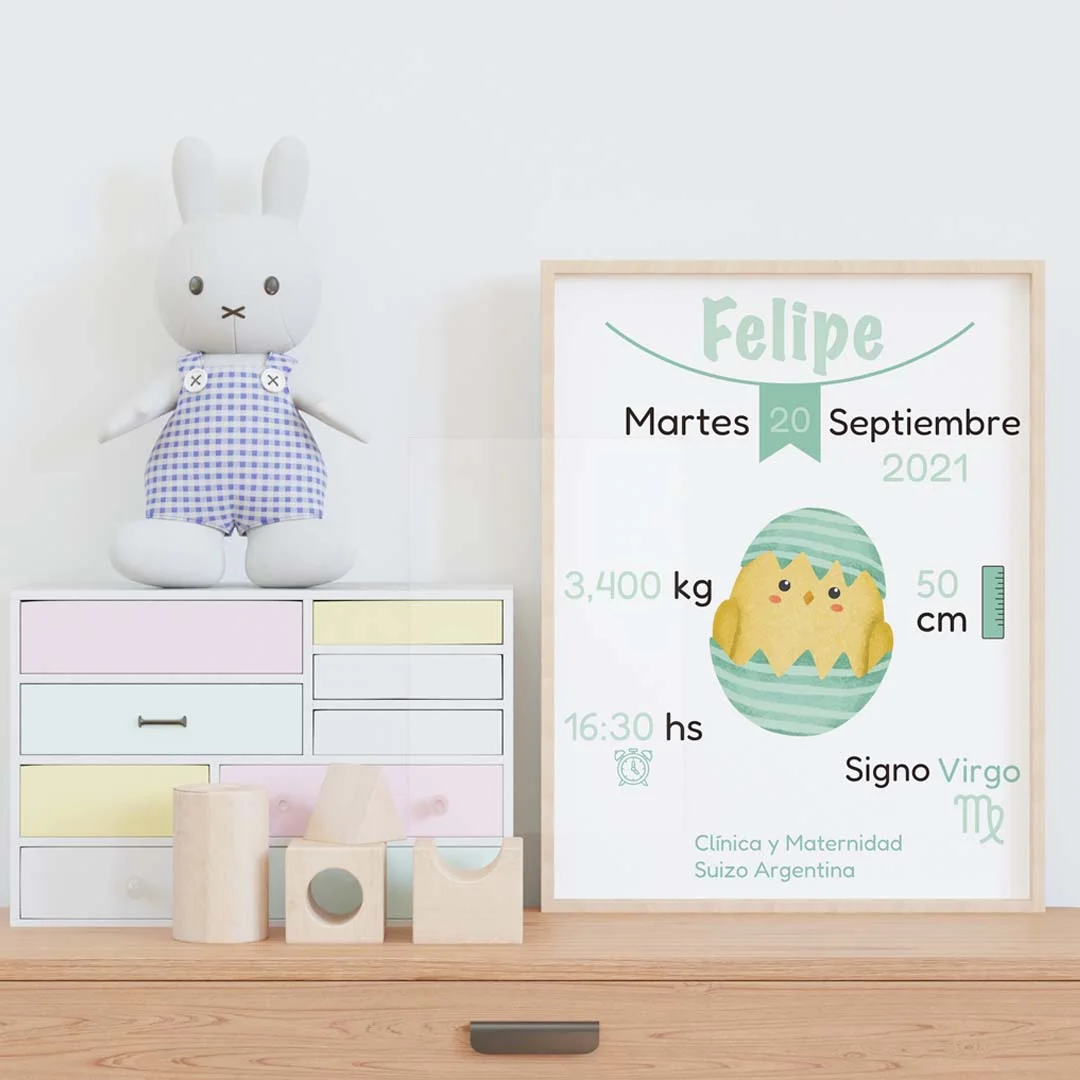 Felipe
Martes 20 Septiembre
2021
3,400 kg
50
cm
16:30 hs
Signo Virgo
Clínica y Maternidad
Suizo Argentina